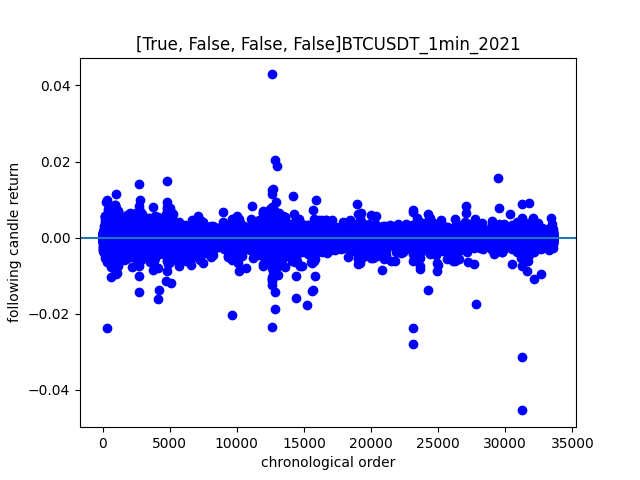 [True, False, False, False]BTCUSDT_1min_2021
following candle return
0.04
0.02
0.00
−0.02
−0.04
0 5000 10000 15000 20000 25000 30000 35000
chronological order